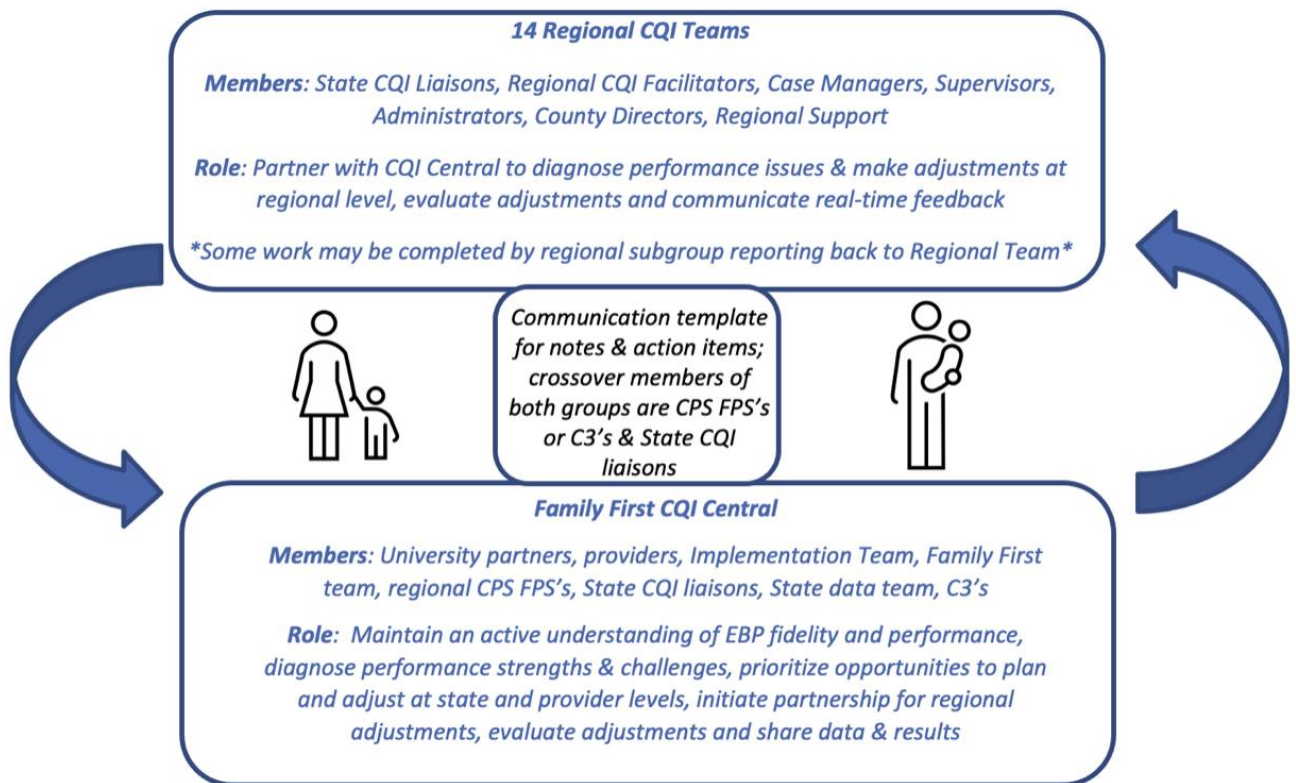 14 Regional CQI Teams
Members: State CQI Liaisons, Regional CQI Facilitators, Case Managers, Supervisors,
Administrators, County Directors, Regional Support
Role: Partner with CQI Central to diagnose performance issues & make adjustments at
regional level, evaluate adjustments and communicate real-time feedback
*Some work may be completed by regional subgroup reporting back to Regional Team*
Communication template
for notes & action items;
crossover members of
both groups are CPS FPS’s
or C3’s & State CQI
liaisons
Family First CQI Central
Members: University partners, providers, Implementation Team, Family First
team, regional CPS FPS’s, State CQI liaisons, State data team, C3’s
Role: Maintain an active understanding of EBP fidelity and performance,
diagnose performance strengths & challenges, prioritize opportunities to plan
and adjust at state and provider levels, initiate partnership for regional
adjustments, evaluate adjustments and share data & results